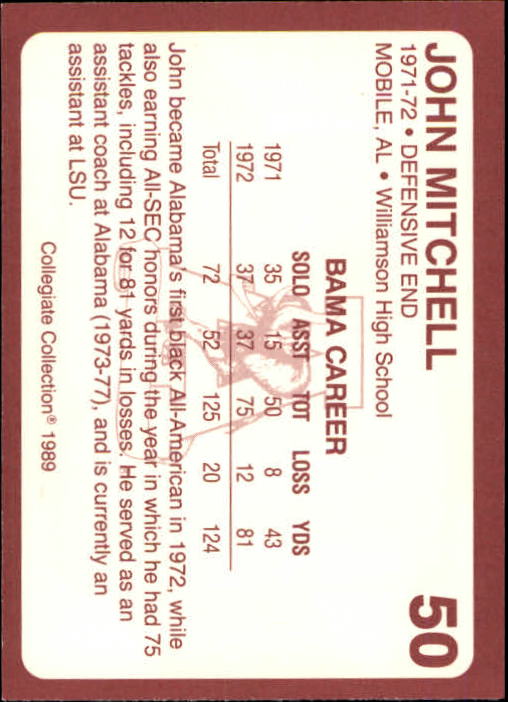 JOHN MITCHELL 50
1971-72 • DEFENSIVE END
MOBILE, AL • Williamson High School
BAMA CAREER
SOLO ASST TOT LOSS YDS
1971 35 15 50 8 43
1972 37 37 75 12 81
Total 72 52 125 20 124
John became Alabama's first black All-American in 1972, while
also earning All-SEC honors during the year in which he had 75
tackles, including 12 for 81 yards in losses. He served as an
assistant coach at Alabama (1973-77), and is currently an
assistant at LSU.
Collegiate Collection® 1989